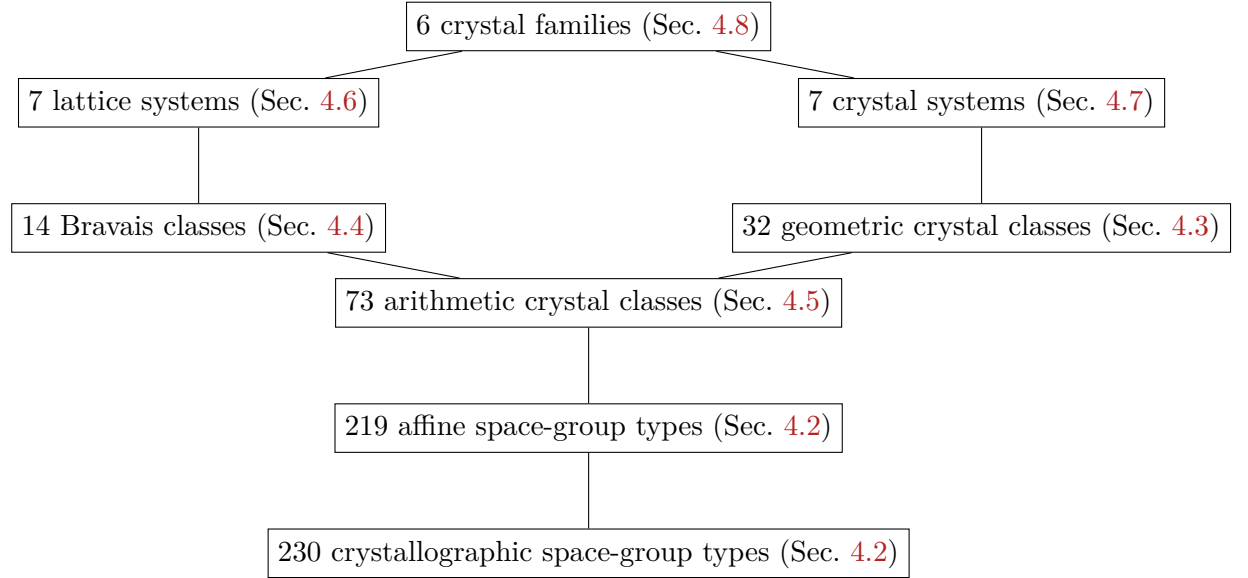 6 crystal families (Sec. 4.8)
7 lattice systems (Sec. 4.6)
7 crystal systems (Sec. 4.7)
14 Bravais classes (Sec. 4.4)
32 geometric crystal classes (Sec. 4.3)
73 arithmetic crystal classes (Sec. 4.5)
219 affine space-group types (Sec. 4.2)
230 crystallographic space-group types (Sec. 4.2)